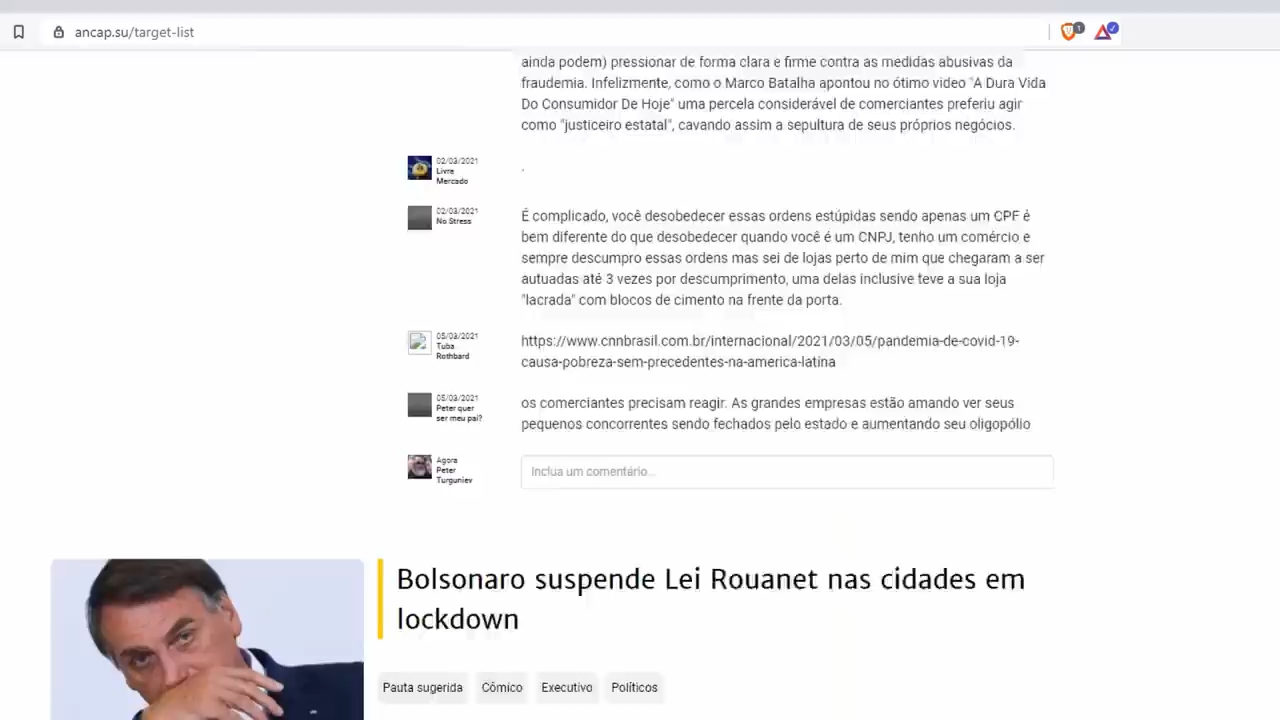 ancap.su/target-list
1
ainda podem) pressionar de forma clara e firme contra as medidas abusivas da
fraudemia. Infelizmente, como o Marco Batalha apontou no ótimo video "A Dura Vida
Do Consumidor De Hoje" uma percela considerável de comerciantes preferiu agir
como "justiceiro estatal", cavando assim a sepultura de seus próprios negócios.
02/03/2021
Livre
Mercado
.
02/03/2021
No Stress
É complicado, você desobedecer essas ordens estúpidas sendo apenas um CPF é
bem diferente do que desobedecer quando você é um CNPJ, tenho um comércio e
sempre descumpro essas ordens mas sei de lojas perto de mim que chegaram a ser
autuadas até 3 vezes por descumprimento, uma delas inclusive teve a sua loja
"lacrada" com blocos de cimento na frente da porta.
05/03/2021
Tuba
Rothbard
https://www.cnnbrasil.com.br/internacional/2021/03/05/pandemia-de-covid-19-
causa-pobreza-sem-precedentes-na-america-latina
05/03/2021
Peter quer
ser meu pai?
os comerciantes precisam reagir. As grandes empresas estão amando ver seus
pequenos concorrentes sendo fechados pelo estado e aumentando seu oligopólio
Agora
Peter
Turguniev
Inclua um comentário...
Bolsonaro suspende Lei Rouanet nas cidades em
lockdown
Pauta sugerida
Cômico
Executivo
Políticos